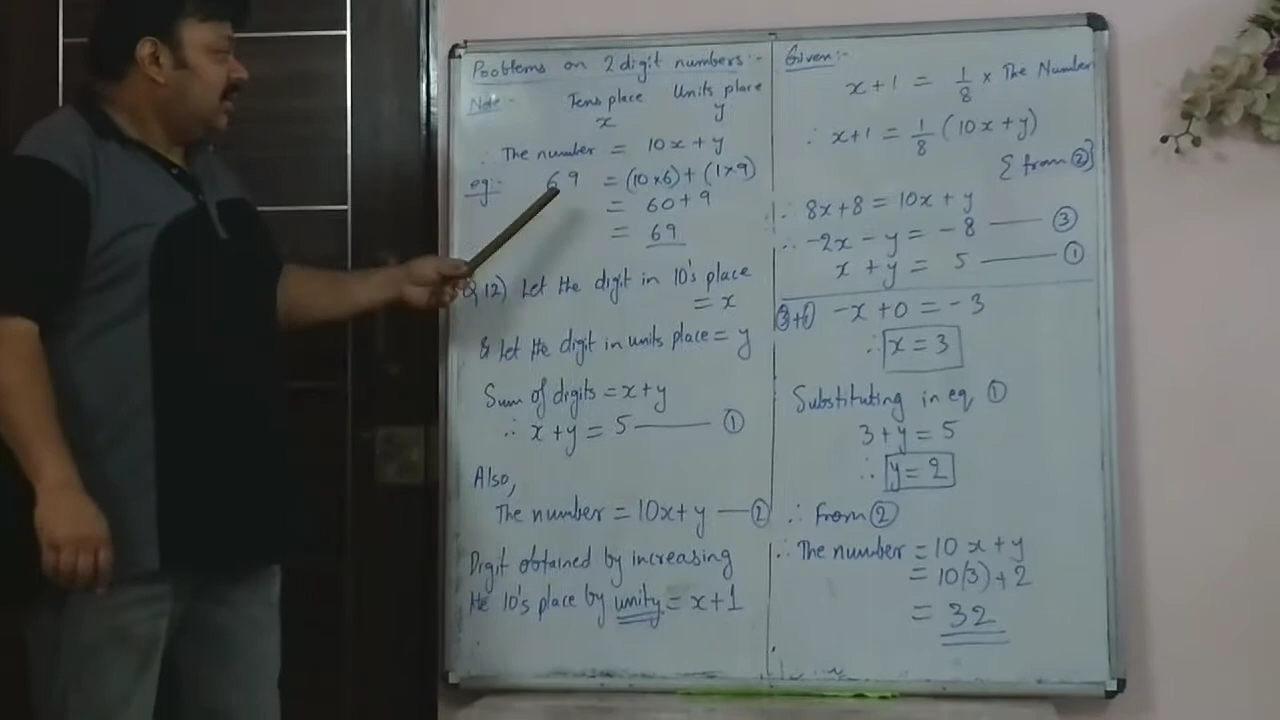 Problems on 2 digit numbers:-
Note:- Tens place Units place
x y
∴ The number = 10x + y
eg:- 69 = (10×6) + (1×9)
= 60 + 9
= 69
Q.12) Let the digit in 10's place
= x
& let the digit in units place = y
Sum of digits = x+y
∴ x+y = 5 —— ①
Also,
The number = 10x+y — ②
Digit obtained by increasing
the 10's place by unity = x+1
Given:-
x+1 = 1/8 × The Number
∴ x+1 = 1/8 (10x+y)
{from ②}
∴ 8x+8 = 10x+y
∴ -2x - y = -8 —— ③
x + y = 5 —— ①
③+① -x+0 = -3
∴ x = 3
Substituting in eq ①
3+y = 5
∴ y = 2
∴ From ②
∴ The number = 10x+y
= 10(3)+2
= 32